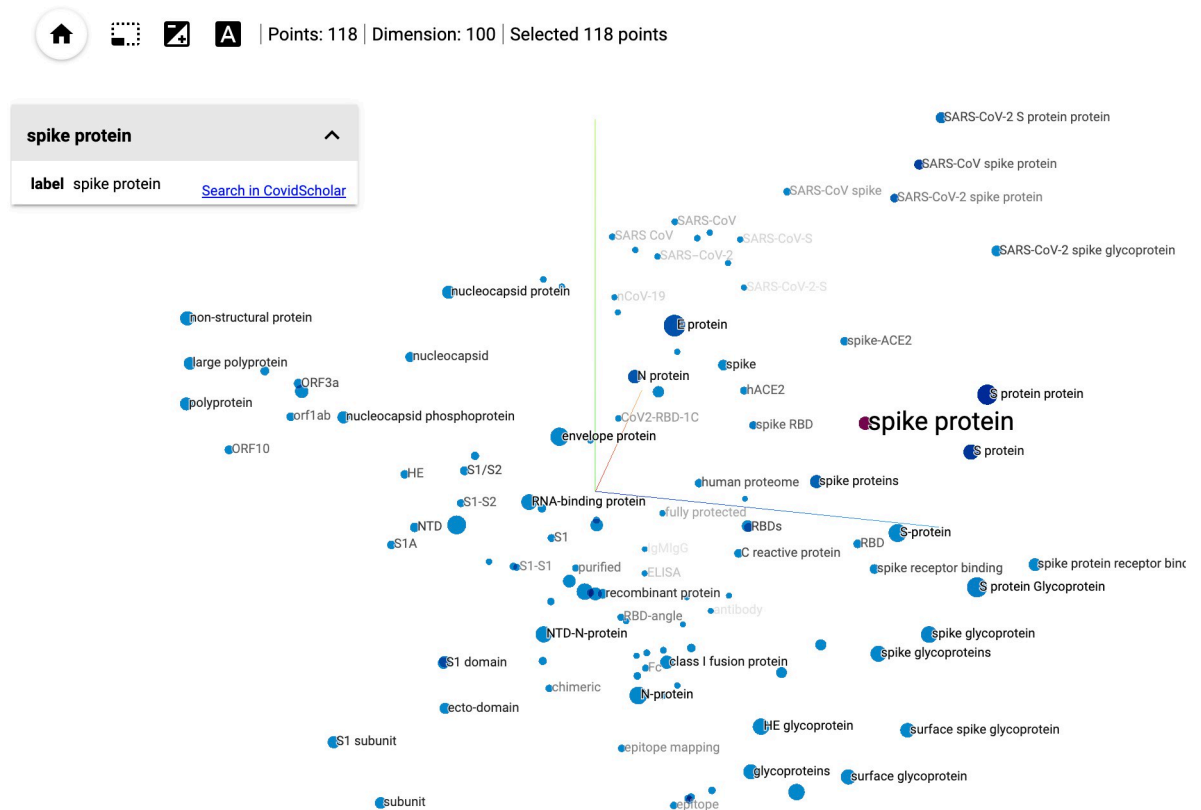 A
Points: 118
Dimension: 100
Selected 118 points
spike protein
label spike protein
Search in CovidScholar
SARS-CoV-2 S protein protein
SARS-CoV spike protein
SARS-CoV spike
SARS-CoV-2 spike protein
SARS-CoV
SARS CoV
SARS-CoV-S
SARS-CoV-2 spike glycoprotein
SARS-CoV-2
SARS-CoV-2-S
nucleocapsid protein
nCoV-19
non-structural protein
E protein
spike-ACE2
nucleocapsid
large polyprotein
spike
N protein
ORF3a
hACE2
S protein protein
polyprotein
orf1ab
nucleocapsid phosphoprotein
CoV2-RBD-1C
spike RBD
spike protein
envelope protein
ORF10
S protein
HE
S1/S2
human proteome
spike proteins
S1-S2
RNA-binding protein
fully protected
NTD
RBDs
S-protein
S1A
S1
IgMIgG
C reactive protein
RBD
S1-S1
purified
ELISA
spike receptor binding
spike protein receptor binc
S protein Glycoprotein
recombinant protein
antibody
RBD-angle
NTD-N-protein
spike glycoprotein
spike glycoproteins
S1 domain
Fc
class I fusion protein
chimeric
N-protein
ecto-domain
HE glycoprotein
surface spike glycoprotein
S1 subunit
epitope mapping
glycoproteins
surface glycoprotein
subunit
epitope